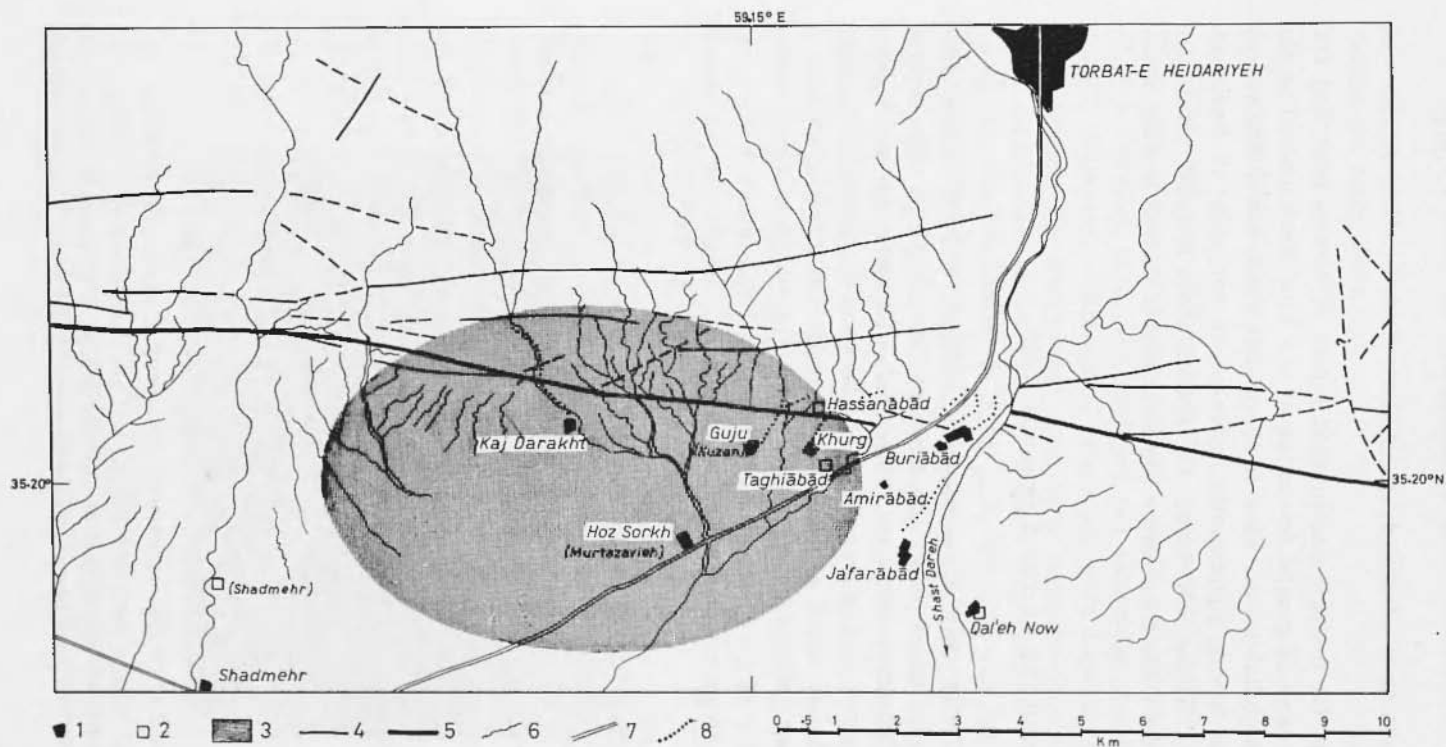 59.15° E
TORBAT-E HEIDARIYEH
Hassanābād
Kaj Darakht
Guju
(Kuzan)
Khurg
Buriābād
Taghiābād
35·20°
35·20°N
Amirābād
Hoz Sorkh
(Murtazavieh)
Ja'farābād
Shast Dareh
(Shadmehr)
Qal'eh Now
Shadmehr
?
1 2 3 4 5 6 7 8
0 ·5 1 2 3 4 5 6 7 8 9 10
Km